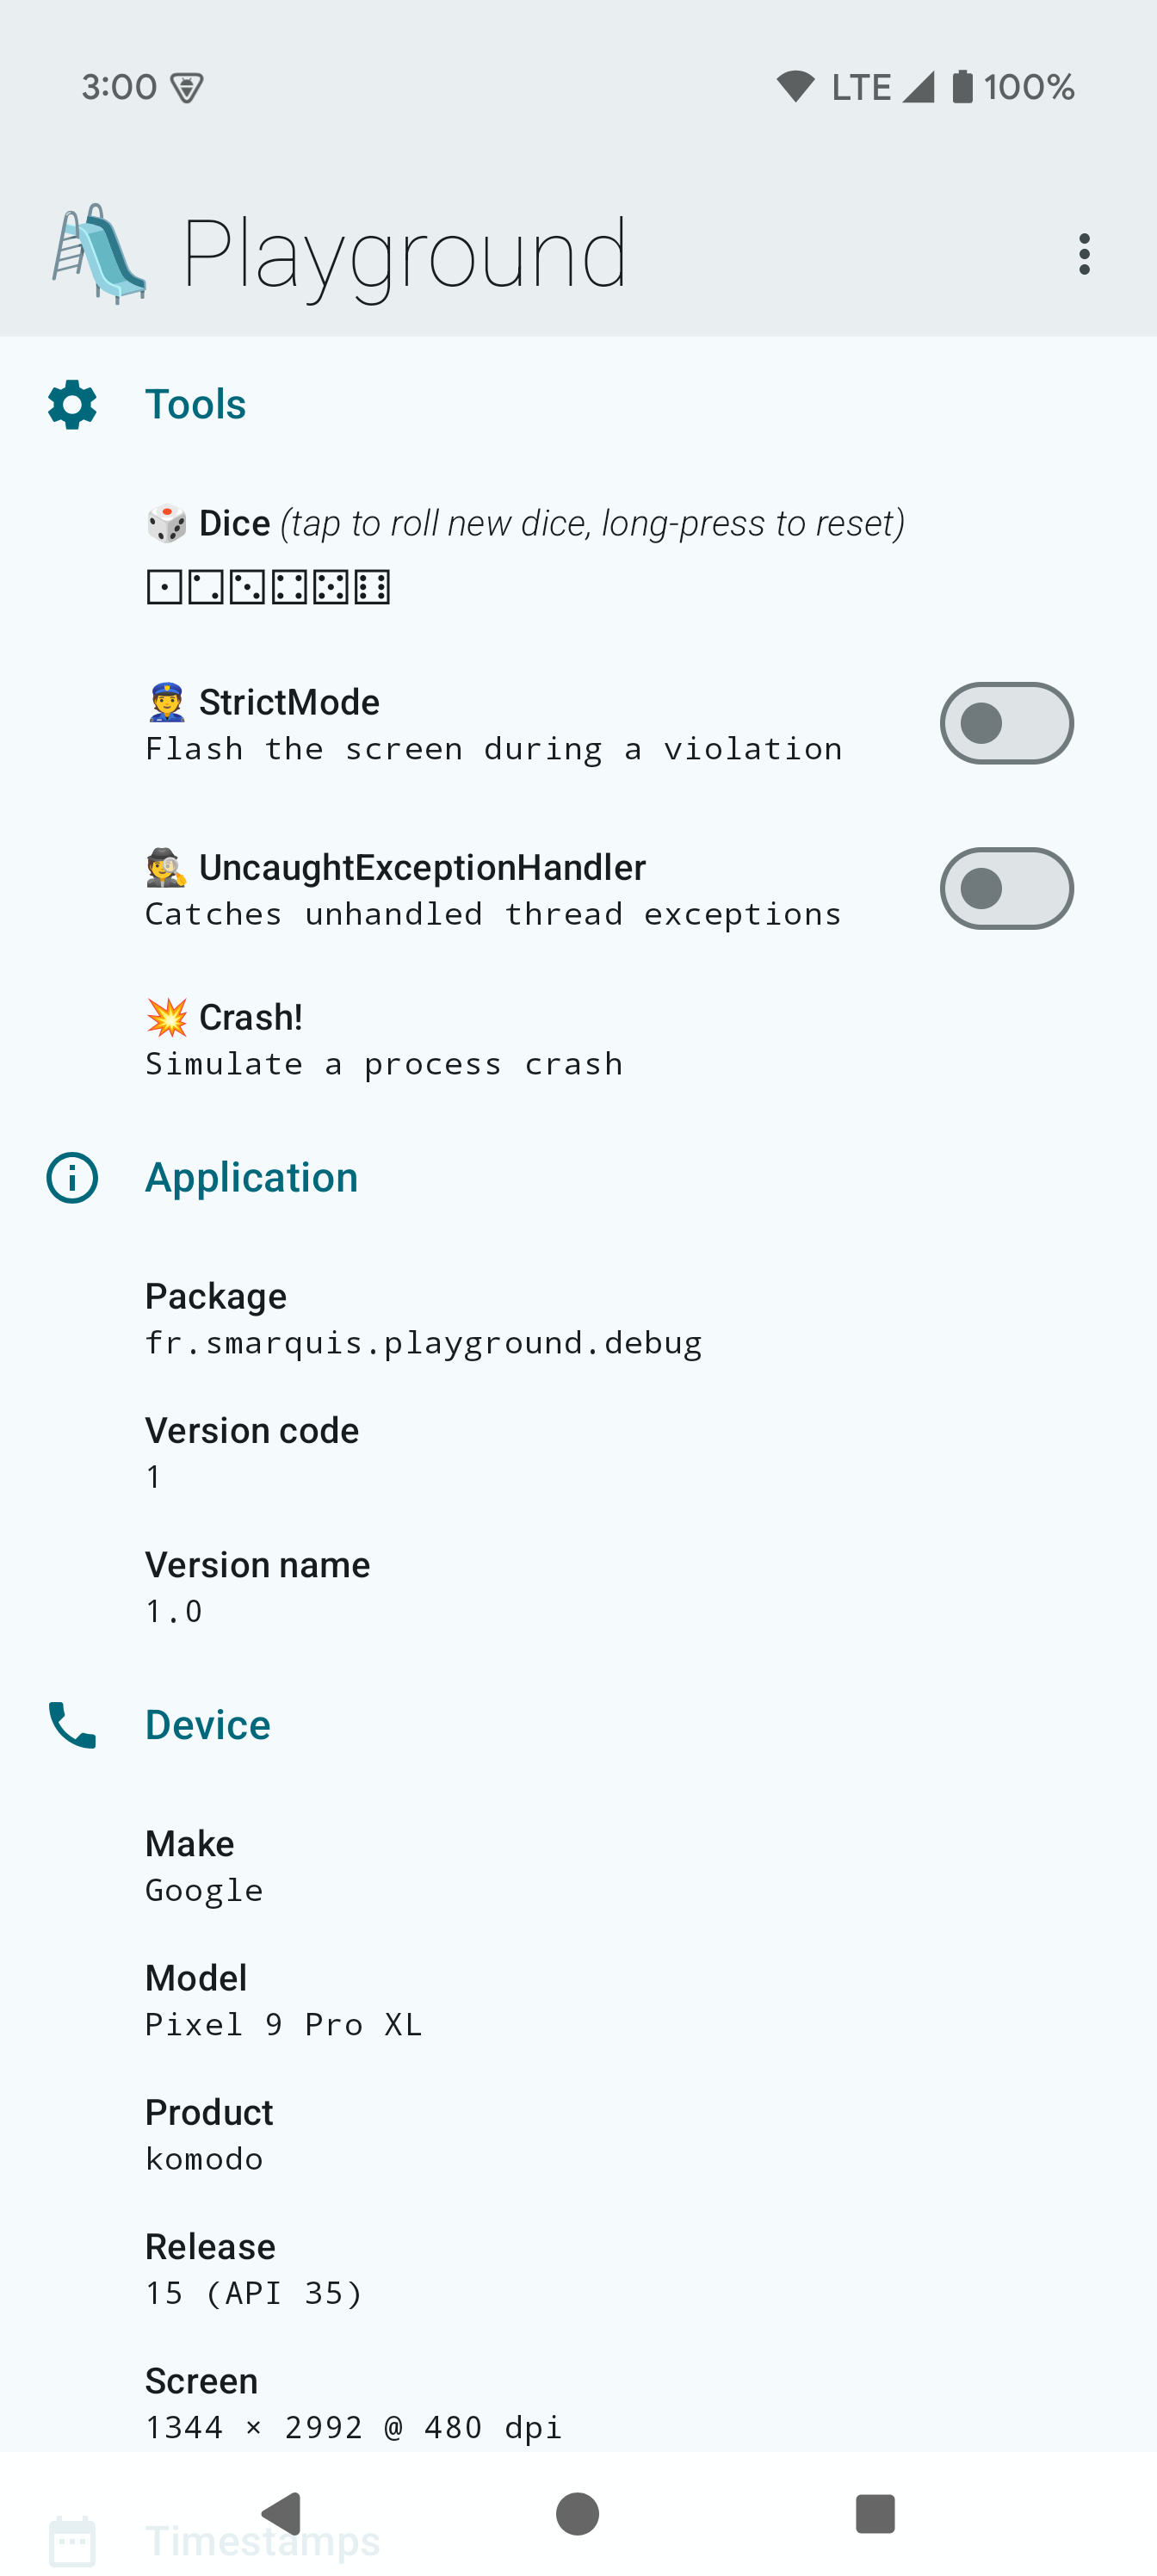 3:00 LTE 100%
Playground
Tools
Dice (tap to roll new dice, long-press to reset)
⚀⚁⚂⚃⚄⚅
StrictMode
Flash the screen during a violation
UncaughtExceptionHandler
Catches unhandled thread exceptions
Crash!
Simulate a process crash
Application
Package
fr.smarquis.playground.debug
Version code
1
Version name
1.0
Device
Make
Google
Model
Pixel 9 Pro XL
Product
komodo
Release
15 (API 35)
Screen
1344 × 2992 @ 480 dpi
Timestamps